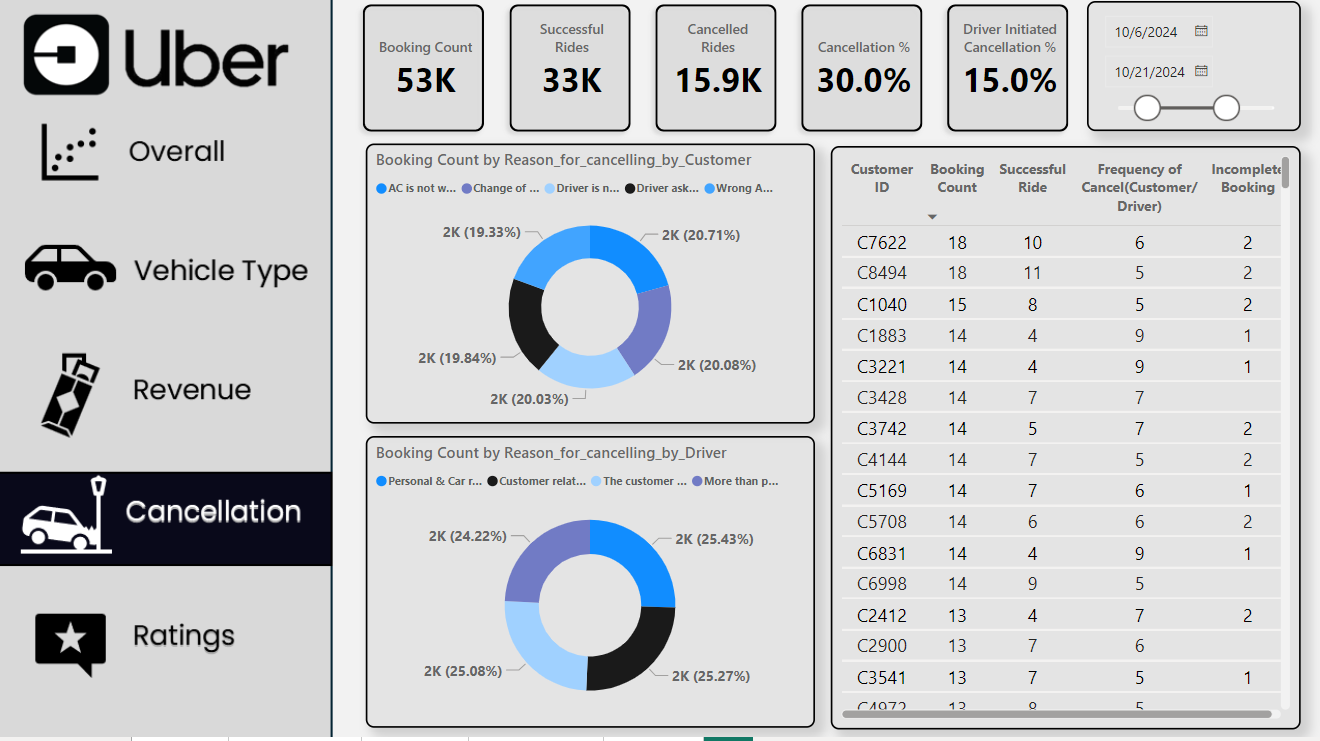 Uber
Overall
Vehicle Type
Revenue
Cancellation
Ratings
Booking Count
53K
Successful
Rides
33K
Cancelled
Rides
15.9K
Cancellation %
30.0%
Driver Initiated
Cancellation %
15.0%
10/6/2024
10/21/2024
Booking Count by Reason_for_cancelling_by_Customer
AC is not w... Change of ... Driver is n... Driver ask... Wrong A...
2K (19.33%) 2K (20.71%)
2K (19.84%) 2K (20.08%)
2K (20.03%)
Booking Count by Reason_for_cancelling_by_Driver
Personal & Car r... Customer relat... The customer ... More than p...
2K (24.22%) 2K (25.43%)
2K (25.08%) 2K (25.27%)
Customer Booking Successful Frequency of Incomplete
ID Count Ride Cancel(Customer/ Booking
Driver)
C7622 18 10 6 2
C8494 18 11 5 2
C1040 15 8 5 2
C1883 14 4 9 1
C3221 14 4 9 1
C3428 14 7 7
C3742 14 5 7 2
C4144 14 7 5 2
C5169 14 7 6 1
C5708 14 6 6 2
C6831 14 4 9 1
C6998 14 9 5
C2412 13 4 7 2
C2900 13 7 6
C3541 13 7 5 1
C4972 13 8 5